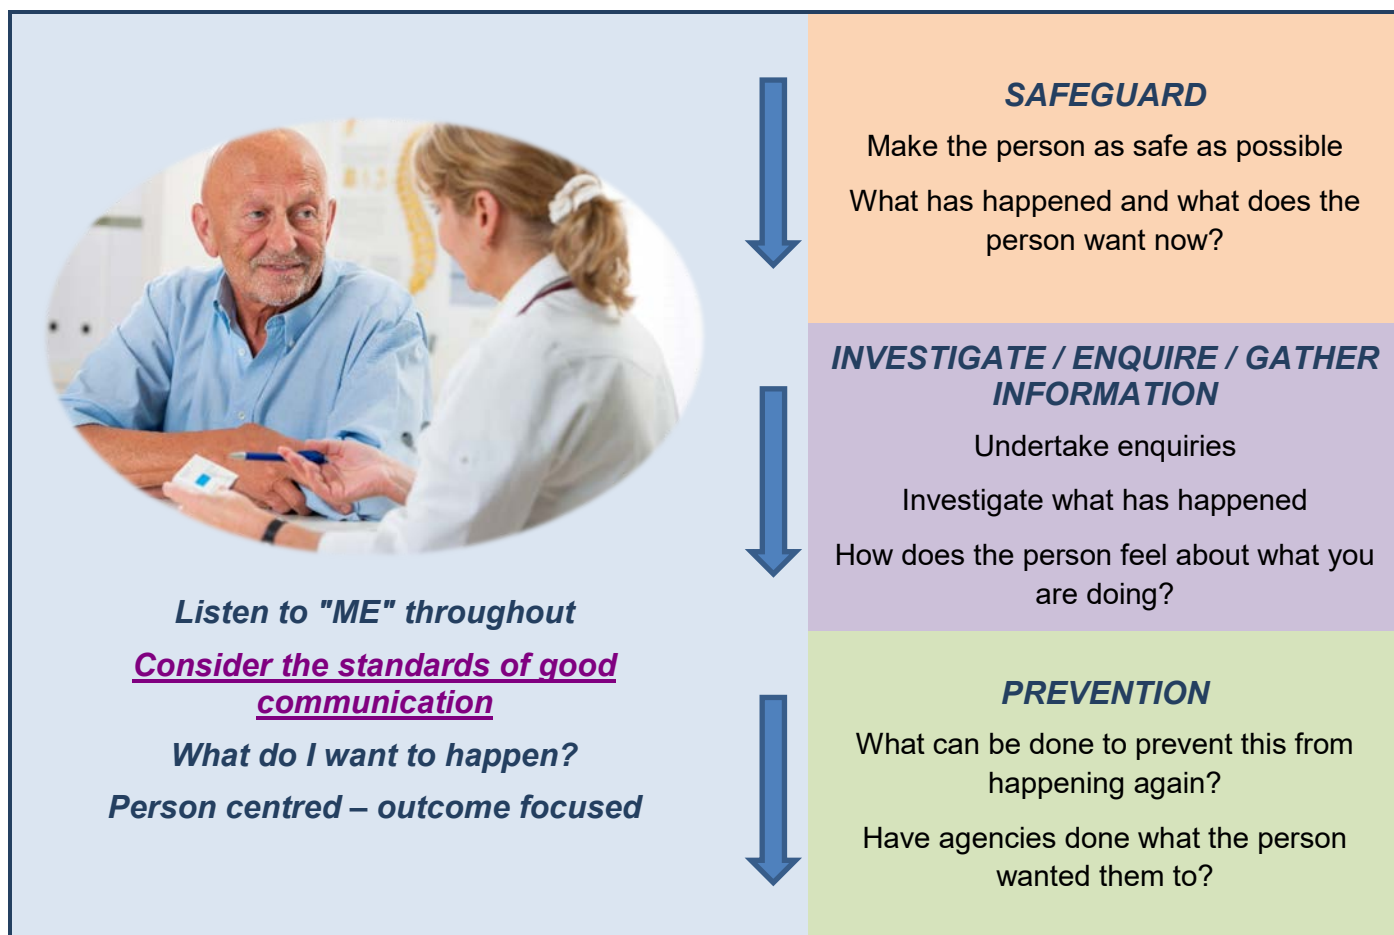 Listen to "ME" throughout
Consider the standards of good
communication
What do I want to happen?
Person centred – outcome focused
SAFEGUARD
Make the person as safe as possible
What has happened and what does the
person want now?
INVESTIGATE / ENQUIRE / GATHER
INFORMATION
Undertake enquiries
Investigate what has happened
How does the person feel about what you
are doing?
PREVENTION
What can be done to prevent this from
happening again?
Have agencies done what the person
wanted them to?